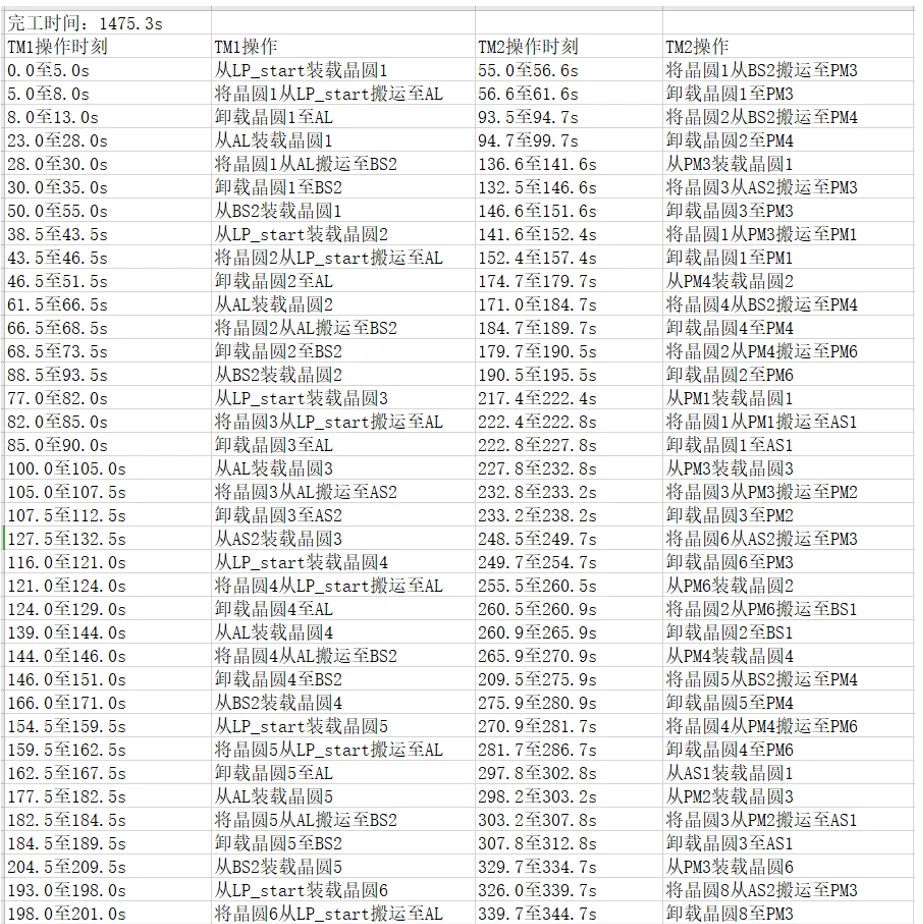 完工时间：1475.3s
TM1操作时刻 TM1操作 TM2操作时刻 TM2操作
0.0至5.0s 从LP_start装载晶圆1 55.0至56.6s 将晶圆1从BS2搬运至PM3
5.0至8.0s 将晶圆1从LP_start搬运至AL 56.6至61.6s 卸载晶圆1至PM3
8.0至13.0s 卸载晶圆1至AL 93.5至94.7s 将晶圆2从BS2搬运至PM4
23.0至28.0s 从AL装载晶圆1 94.7至99.7s 卸载晶圆2至PM4
28.0至30.0s 将晶圆1从AL搬运至BS2 136.6至141.6s 从PM3装载晶圆1
30.0至35.0s 卸载晶圆1至BS2 132.5至146.6s 将晶圆3从AS2搬运至PM3
50.0至55.0s 从BS2装载晶圆1 146.6至151.6s 卸载晶圆3至PM3
38.5至43.5s 从LP_start装载晶圆2 141.6至152.4s 将晶圆1从PM3搬运至PM1
43.5至46.5s 将晶圆2从LP_start搬运至AL 152.4至157.4s 卸载晶圆1至PM1
46.5至51.5s 卸载晶圆2至AL 174.7至179.7s 从PM4装载晶圆2
61.5至66.5s 从AL装载晶圆2 171.0至184.7s 将晶圆4从BS2搬运至PM4
66.5至68.5s 将晶圆2从AL搬运至BS2 184.7至189.7s 卸载晶圆4至PM4
68.5至73.5s 卸载晶圆2至BS2 179.7至190.5s 将晶圆2从PM4搬运至PM6
88.5至93.5s 从BS2装载晶圆2 190.5至195.5s 卸载晶圆2至PM6
77.0至82.0s 从LP_start装载晶圆3 217.4至222.4s 从PM1装载晶圆1
82.0至85.0s 将晶圆3从LP_start搬运至AL 222.4至222.8s 将晶圆1从PM1搬运至AS1
85.0至90.0s 卸载晶圆3至AL 222.8至227.8s 卸载晶圆1至AS1
100.0至105.0s 从AL装载晶圆3 227.8至232.8s 从PM3装载晶圆3
105.0至107.5s 将晶圆3从AL搬运至AS2 232.8至233.2s 将晶圆3从PM3搬运至PM2
107.5至112.5s 卸载晶圆3至AS2 233.2至238.2s 卸载晶圆3至PM2
127.5至132.5s 从AS2装载晶圆3 248.5至249.7s 将晶圆6从AS2搬运至PM3
116.0至121.0s 从LP_start装载晶圆4 249.7至254.7s 卸载晶圆6至PM3
121.0至124.0s 将晶圆4从LP_start搬运至AL 255.5至260.5s 从PM6装载晶圆2
124.0至129.0s 卸载晶圆4至AL 260.5至260.9s 将晶圆2从PM6搬运至BS1
139.0至144.0s 从AL装载晶圆4 260.9至265.9s 卸载晶圆2至BS1
144.0至146.0s 将晶圆4从AL搬运至BS2 265.9至270.9s 从PM4装载晶圆4
146.0至151.0s 卸载晶圆4至BS2 209.5至275.9s 将晶圆5从BS2搬运至PM4
166.0至171.0s 从BS2装载晶圆4 275.9至280.9s 卸载晶圆5至PM4
154.5至159.5s 从LP_start装载晶圆5 270.9至281.7s 将晶圆4从PM4搬运至PM6
159.5至162.5s 将晶圆5从LP_start搬运至AL 281.7至286.7s 卸载晶圆4至PM6
162.5至167.5s 卸载晶圆5至AL 297.8至302.8s 从AS1装载晶圆1
177.5至182.5s 从AL装载晶圆5 298.2至303.2s 从PM2装载晶圆3
182.5至184.5s 将晶圆5从AL搬运至BS2 303.2至307.8s 将晶圆3从PM2搬运至AS1
184.5至189.5s 卸载晶圆5至BS2 307.8至312.8s 卸载晶圆3至AS1
204.5至209.5s 从BS2装载晶圆5 329.7至334.7s 从PM3装载晶圆6
193.0至198.0s 从LP_start装载晶圆6 326.0至339.7s 将晶圆8从AS2搬运至PM3
198.0至201.0s 将晶圆6从LP_start搬运至AL 339.7至344.7s 卸载晶圆8至PM3